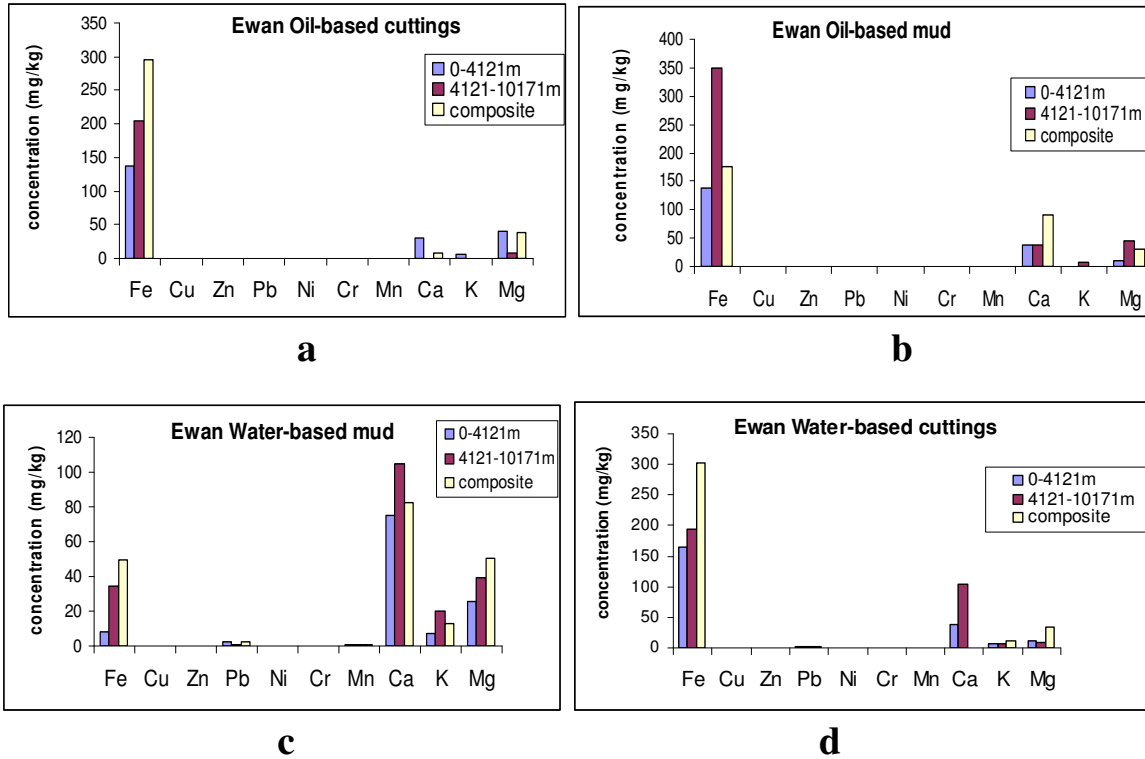 Ewan Oil-based cuttings
concentration (mg/kg)
350
300
250
200
150
100
50
0
0-4121m
4121-10171m
composite
Fe Cu Zn Pb Ni Cr Mn Ca K Mg
a
Ewan Oil-based mud
concentration (mg/kg)
400
350
300
250
200
150
100
50
0
0-4121m
4121-10171m
composite
Fe Cu Zn Pb Ni Cr Mn Ca K Mg
b
Ewan Water-based mud
concentration (mg/kg)
120
100
80
60
40
20
0
0-4121m
4121-10171m
composite
Fe Cu Zn Pb Ni Cr Mn Ca K Mg
c
Ewan Water-based cuttings
concentration (mg/kg)
350
300
250
200
150
100
50
0
0-4121m
4121-10171m
composite
Fe Cu Zn Pb Ni Cr Mn Ca K Mg
d